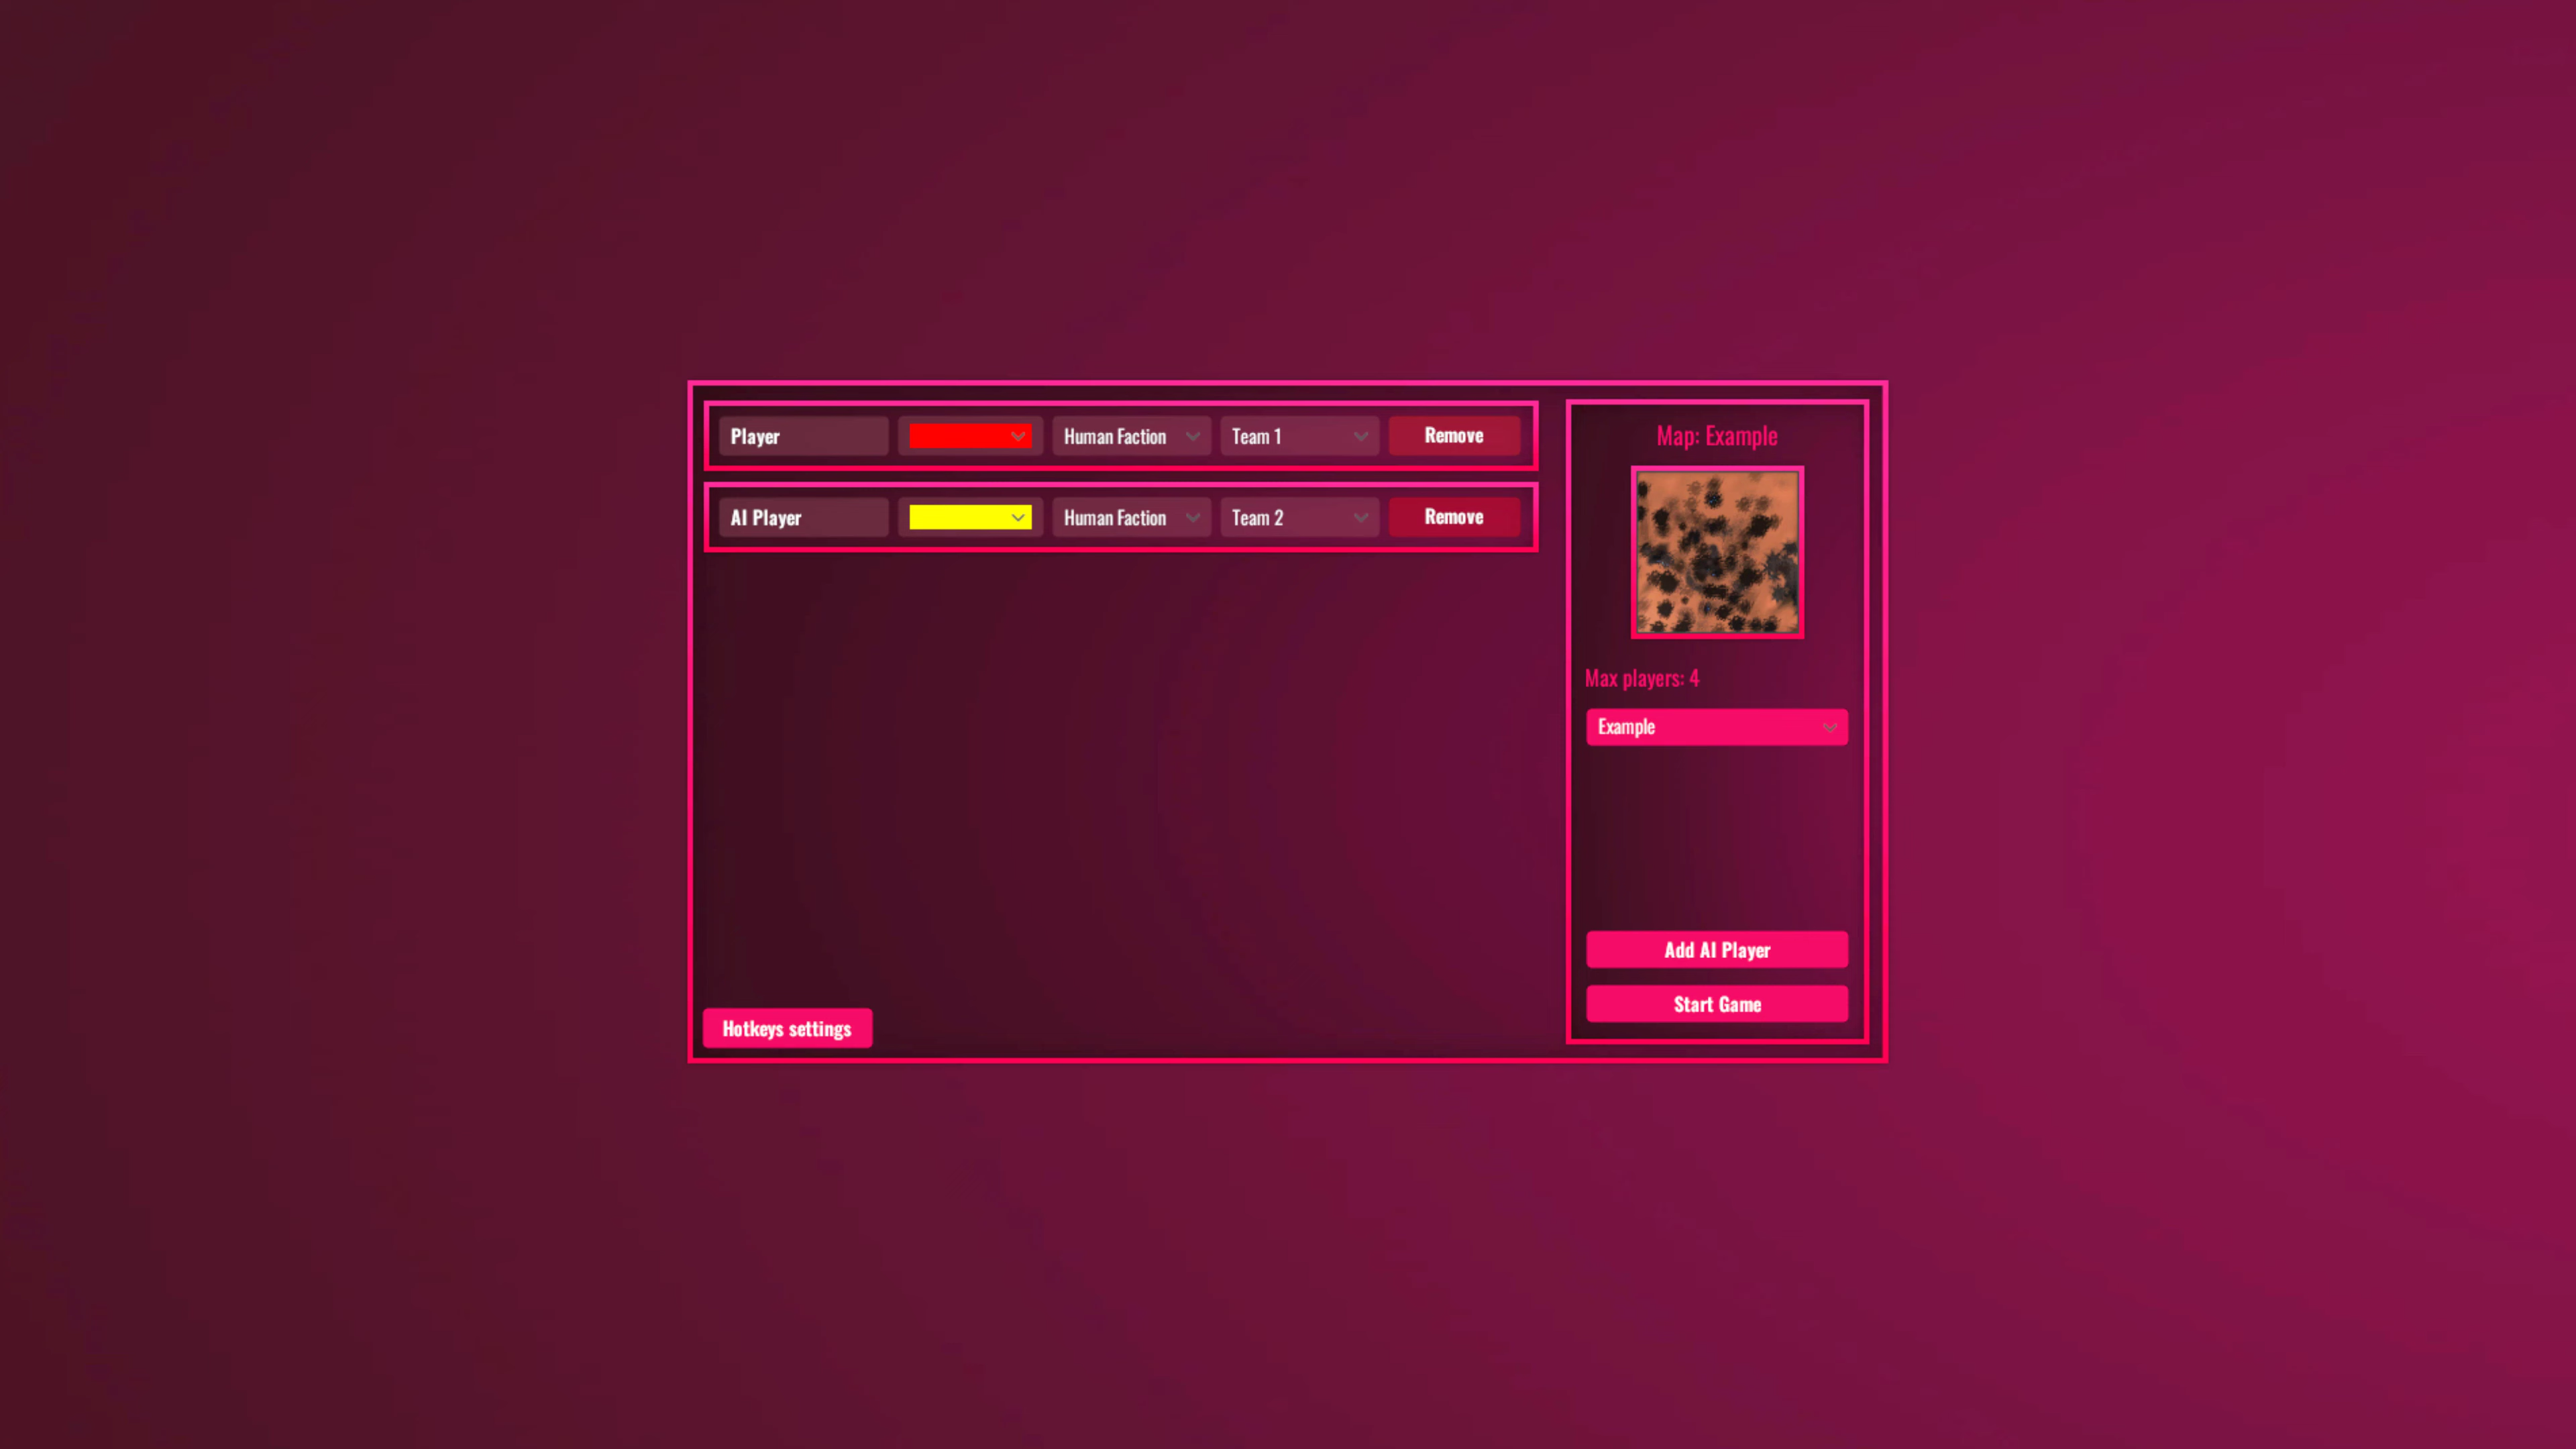 Player
Human Faction
Team 1
Remove
AI Player
Human Faction
Team 2
Remove
Hotkeys settings
Map: Example
Max players: 4
Example
Add AI Player
Start Game